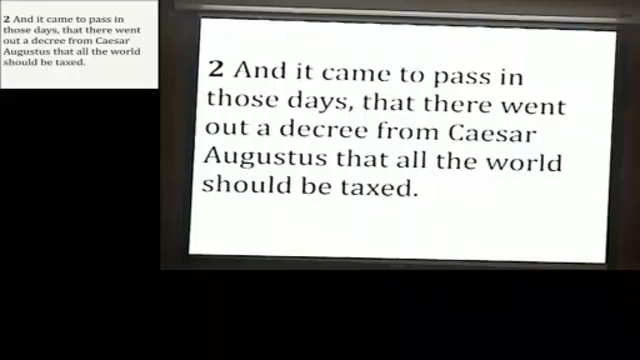 2 And it came to pass in
those days, that there went
out a decree from Caesar
Augustus that all the world
should be taxed.
2 And it came to pass in
those days, that there went
out a decree from Caesar
Augustus that all the world
should be taxed.